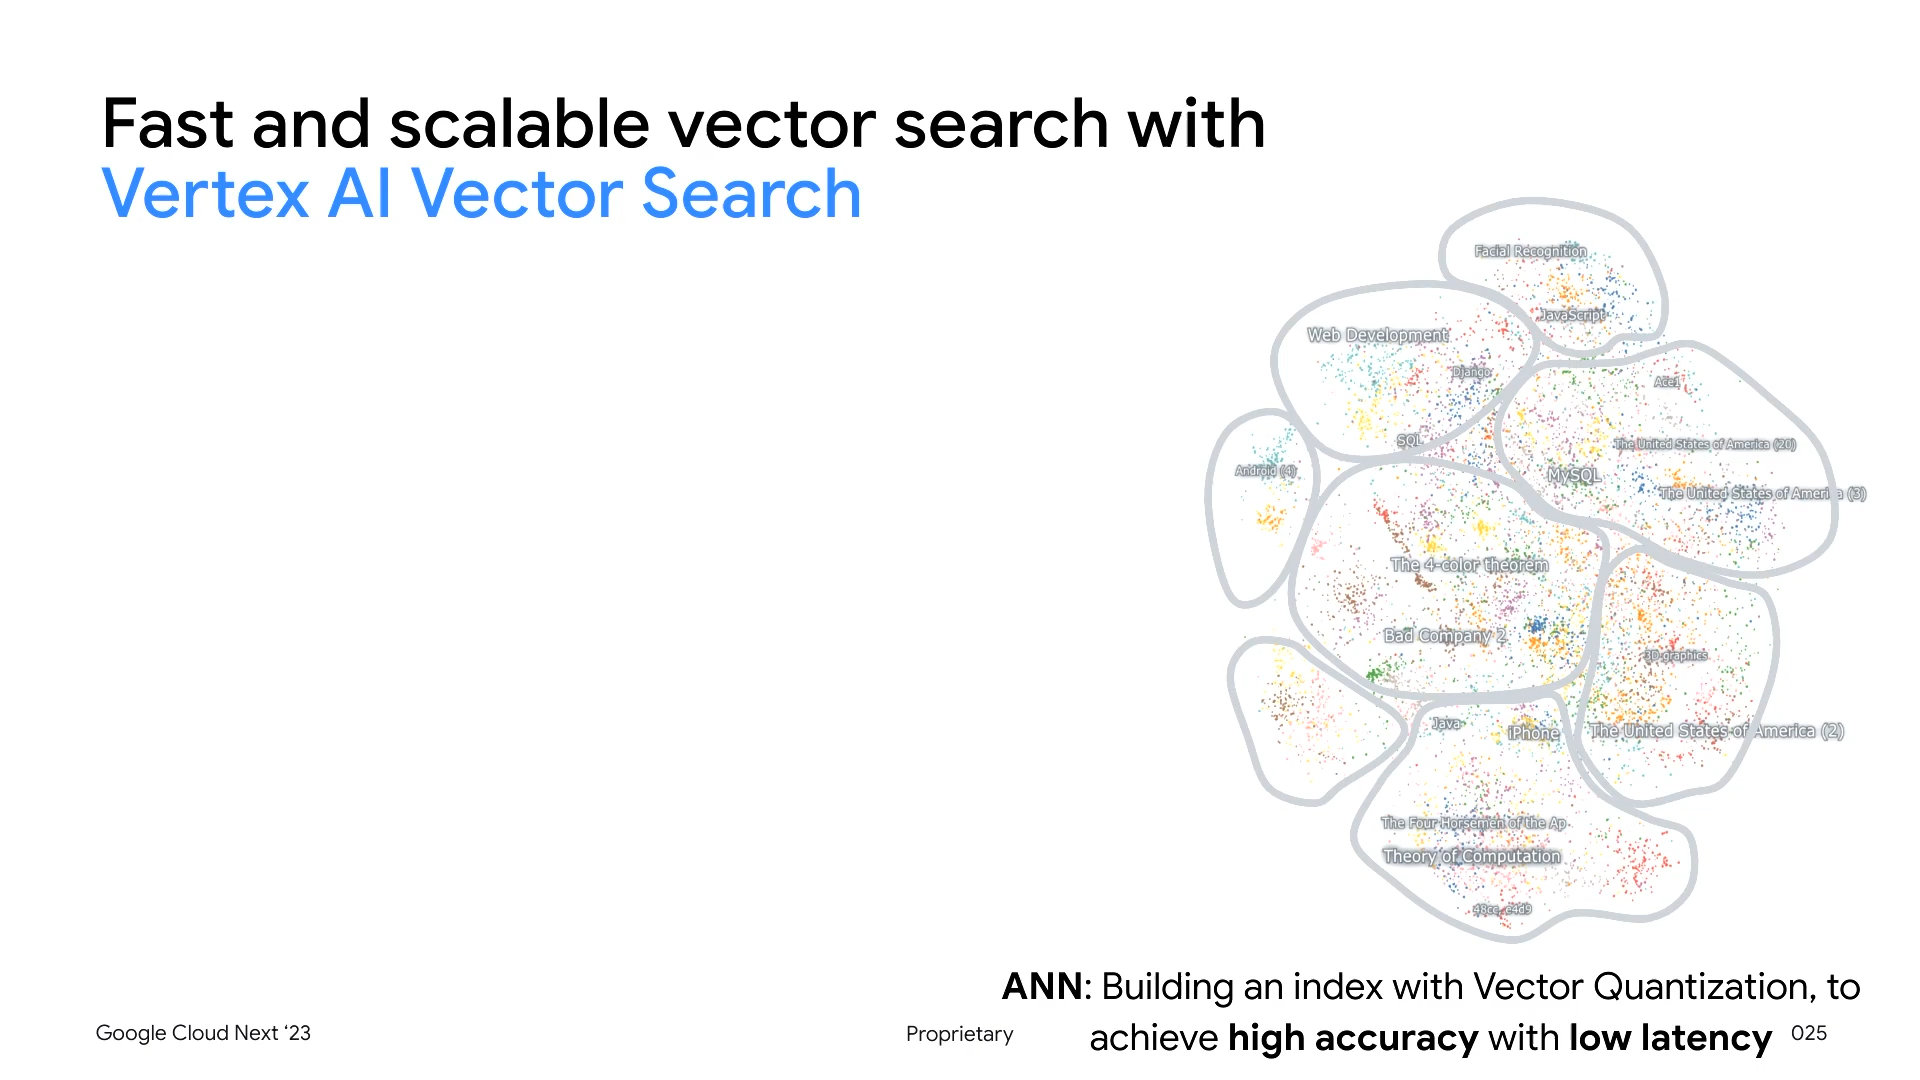 Fast and scalable vector search with
Vertex AI Vector Search
Facial Recognition
JavaScript
Web Development
Django
Ace1
SQL
The United States of America (20)
Android (4)
MySQL
The United States of America (3)
The 4-color theorem
Bad Company 2
3D graphics
Java
iPhone
The United States of America (2)
The Four Horsemen of the Ap
Theory of Computation
48cc-e4d9
ANN: Building an index with Vector Quantization, to
achieve high accuracy with low latency
Google Cloud Next ‘23
Proprietary
025